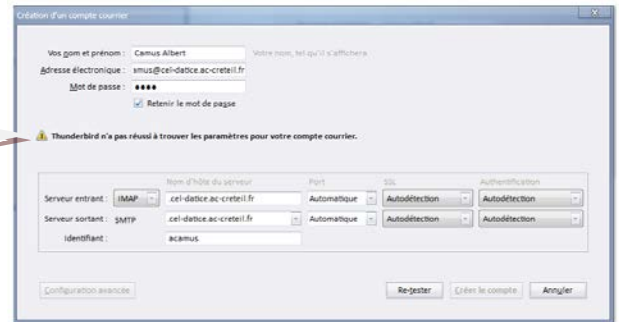 Création d'un compte courrier
Vos nom et prénom : Camus Albert Votre nom, tel qu'il s'affichera
Adresse électronique : amus@cel-datice.ac-creteil.fr
Mot de passe : ●●●●
Retenir le mot de passe
Thunderbird n'a pas réussi à trouver les paramètres pour votre compte courrier.
Nom d'hôte du serveur Port SSL Authentification
Serveur entrant : IMAP .cel-datice.ac-creteil.fr Automatique Autodétection Autodétection
Serveur sortant : SMTP .cel-datice.ac-creteil.fr Automatique Autodétection Autodétection
Identifiant : acamus
Configuration avancée Re-tester Créer le compte Annuler